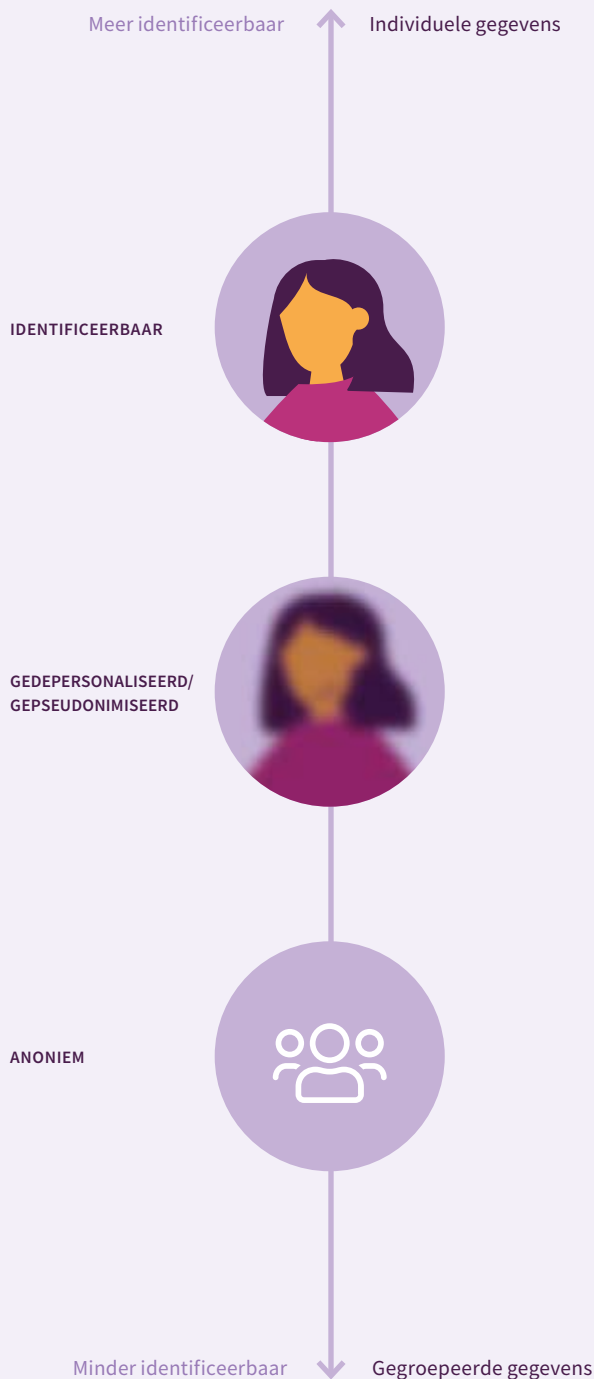 Meer identificeerbaar
Individuele gegevens
IDENTIFICEERBAAR
GEDEPERSONALISEERD/
GEPSEUDONIMISEERD
ANONIEM
Minder identificeerbaar
Gegroepeerde gegevens